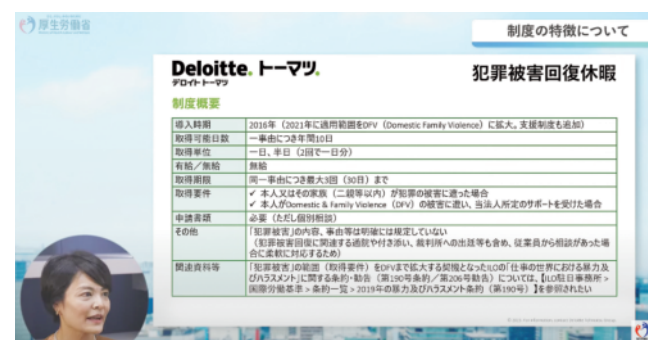 厚生労働省
制度の特徴について
Deloitte. トーマツ.
デロイト トーマツ
犯罪被害回復休暇
制度概要
導入時期 2016年（2021年に適用範囲をDFV（Domestic Family Violence）に拡大。支援制度も追加）
取得可能日数 一事由につき年間10日
取得単位 一日、半日（2回で一日分）
有給／無給 無給
取得期限 同一事由につき最大3回（30日）まで
取得要件 ✓ 本人又はその家族（二親等以内）が犯罪の被害に遭った場合
✓ 本人がDomestic & Family Violence（DFV）の被害に遭い、当法人所定のサポートを受けた場合
申請書類 必要（ただし個別相談）
その他 「犯罪被害」の内容、事由等は明確には規定していない
（犯罪被害回復に関連する通院や付き添い、裁判所への出廷等も含め、従業員から相談があった場
合に柔軟に対応するため）
関連資料等 「犯罪被害」の範囲（取得要件）をDFVまで拡大する契機となったILOの「仕事の世界における暴力及
びハラスメント」に関する条約・勧告（第190号条約／第206号勧告）については、【ILO駐日事務所＞
国際労働基準＞条約一覧＞2019年の暴力及びハラスメント条約（第190号）】を参照されたい